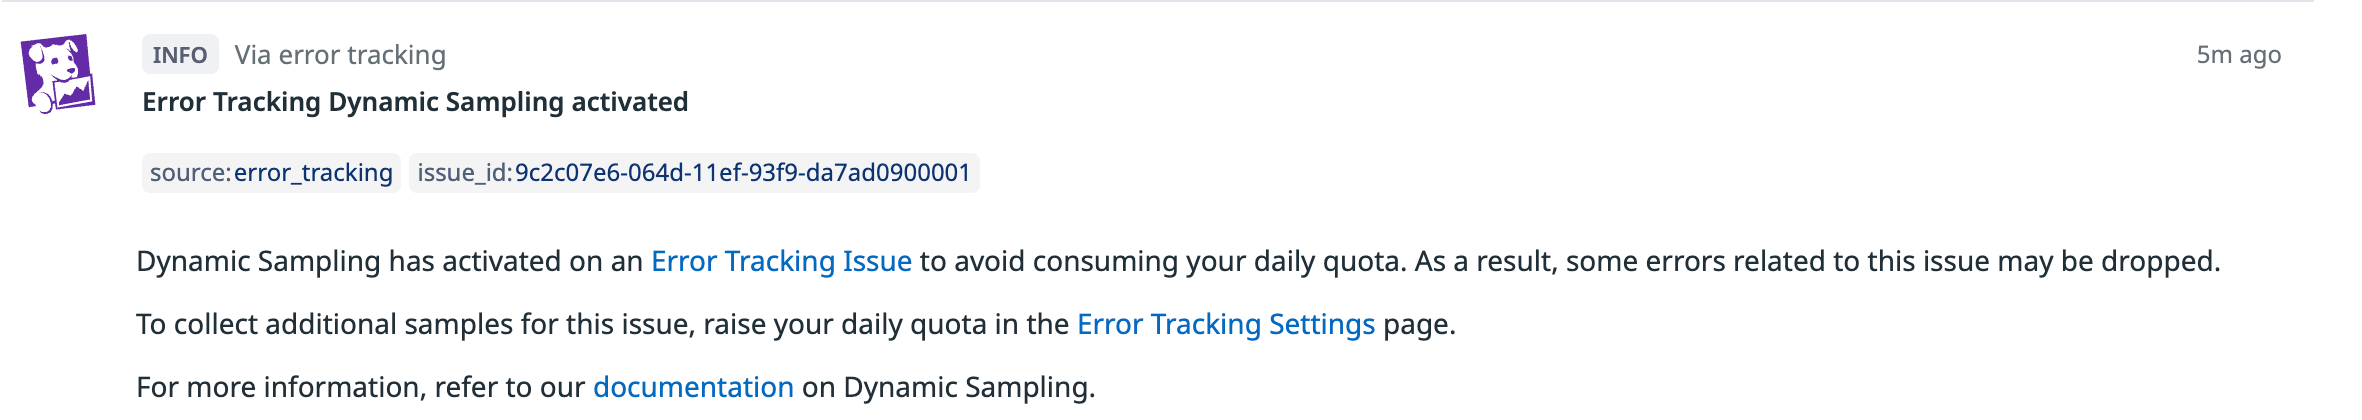 INFO Via error tracking 5m ago
Error Tracking Dynamic Sampling activated
source:error_tracking issue_id:9c2c07e6-064d-11ef-93f9-da7ad0900001
Dynamic Sampling has activated on an Error Tracking Issue to avoid consuming your daily quota. As a result, some errors related to this issue may be dropped.
To collect additional samples for this issue, raise your daily quota in the Error Tracking Settings page.
For more information, refer to our documentation on Dynamic Sampling.